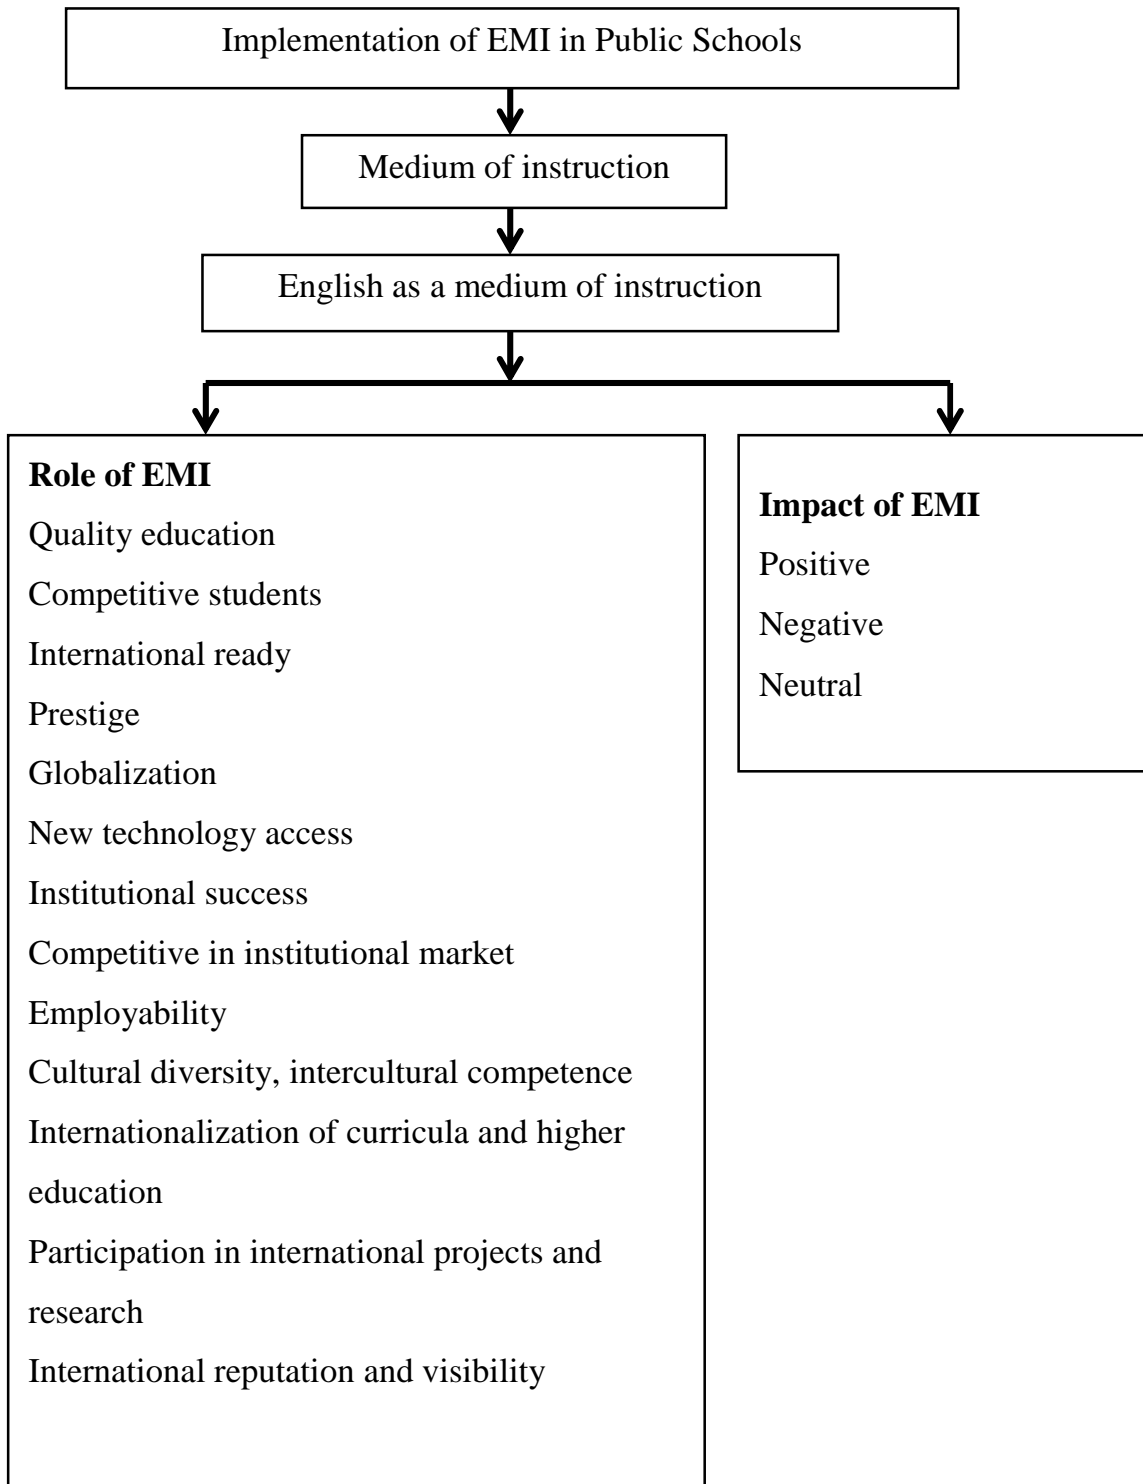 Implementation of EMI in Public Schools
Medium of instruction
English as a medium of instruction
Role of EMI
Quality education
Competitive students
International ready
Prestige
Globalization
New technology access
Institutional success
Competitive in institutional market
Employability
Cultural diversity, intercultural competence
Internationalization of curricula and higher
education
Participation in international projects and
research
International reputation and visibility
Impact of EMI
Positive
Negative
Neutral